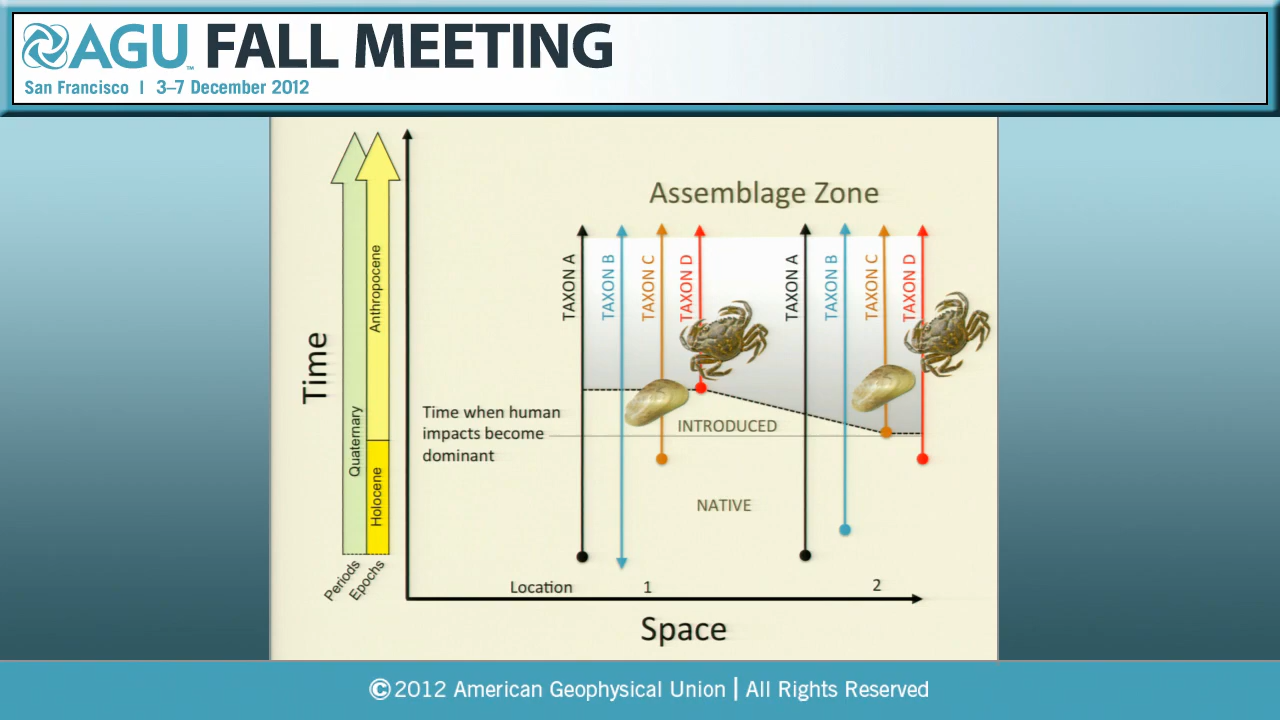 AGU™ FALL MEETING
San Francisco | 3–7 December 2012
Assemblage Zone
TAXON A
TAXON B
TAXON C
TAXON D
TAXON A
TAXON B
TAXON C
TAXON D
Time
Quaternary
Anthropocene
Holocene
Periods
Epochs
Time when human
impacts become
dominant
INTRODUCED
NATIVE
Location 1 2
Space
©2012 American Geophysical Union | All Rights Reserved